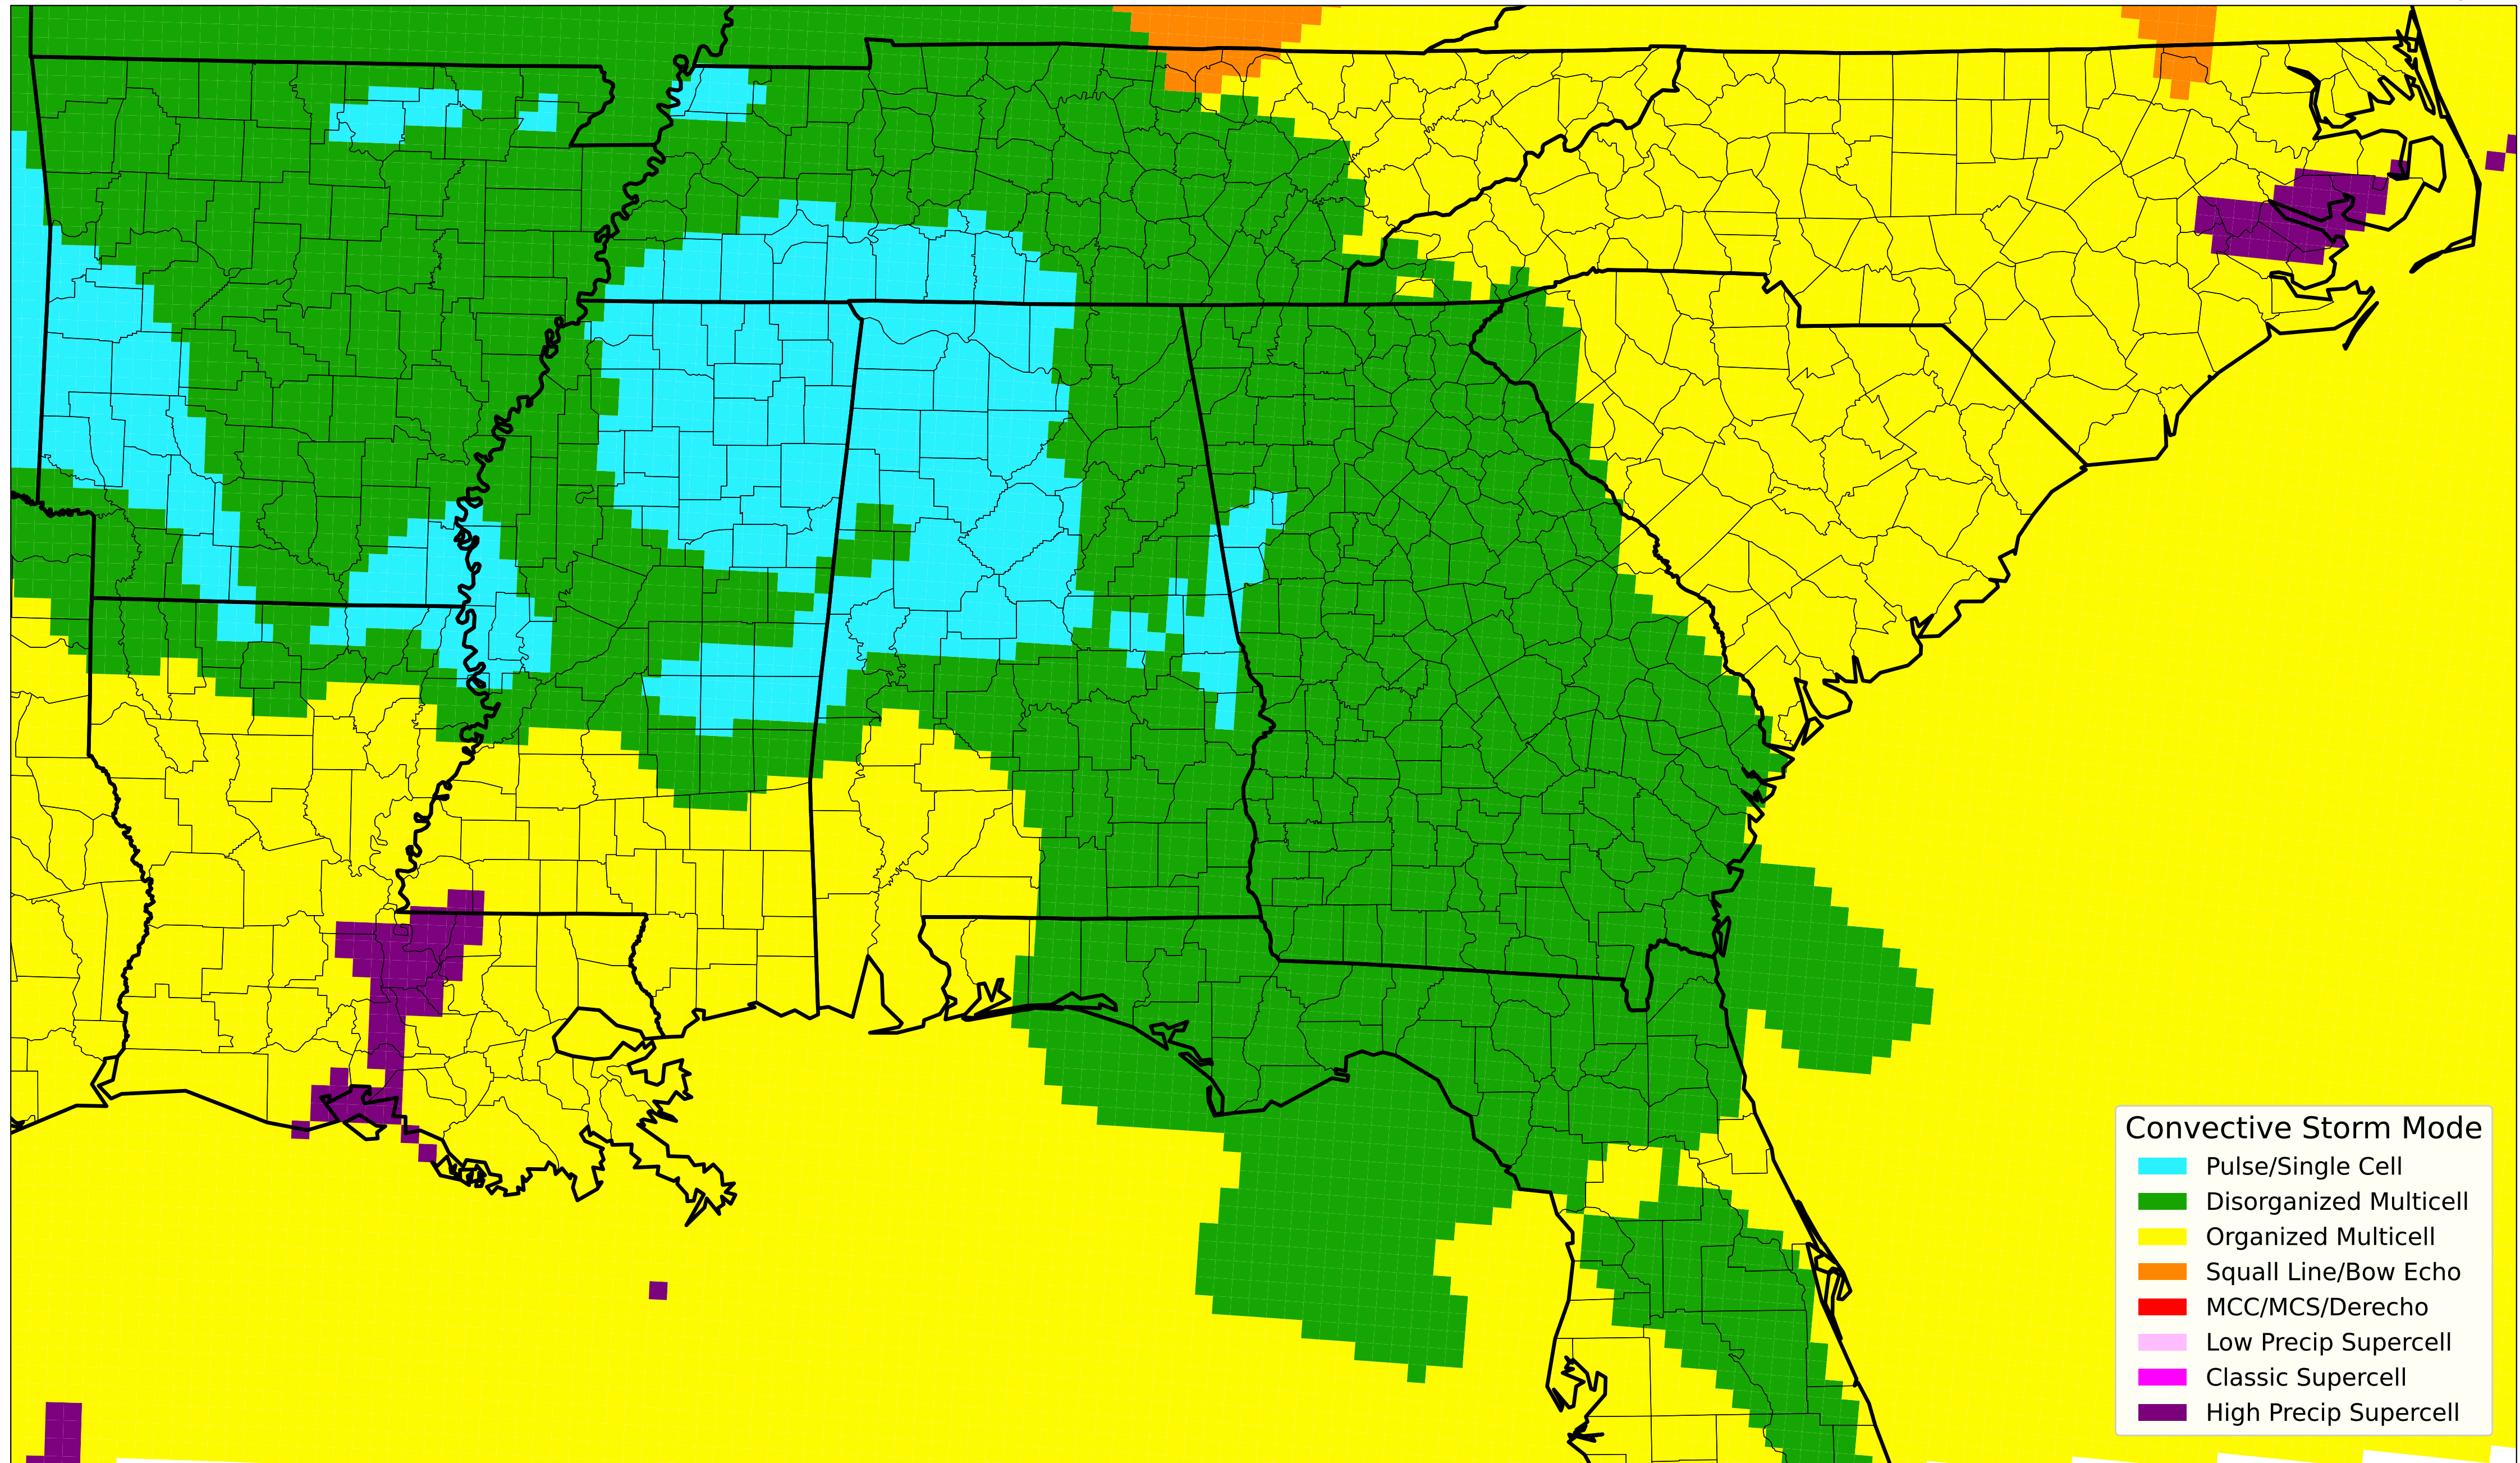 Convective Storm Mode
Pulse/Single Cell
Disorganized Multicell
Organized Multicell
Squall Line/Bow Echo
MCC/MCS/Derecho
Low Precip Supercell
Classic Supercell
High Precip Supercell